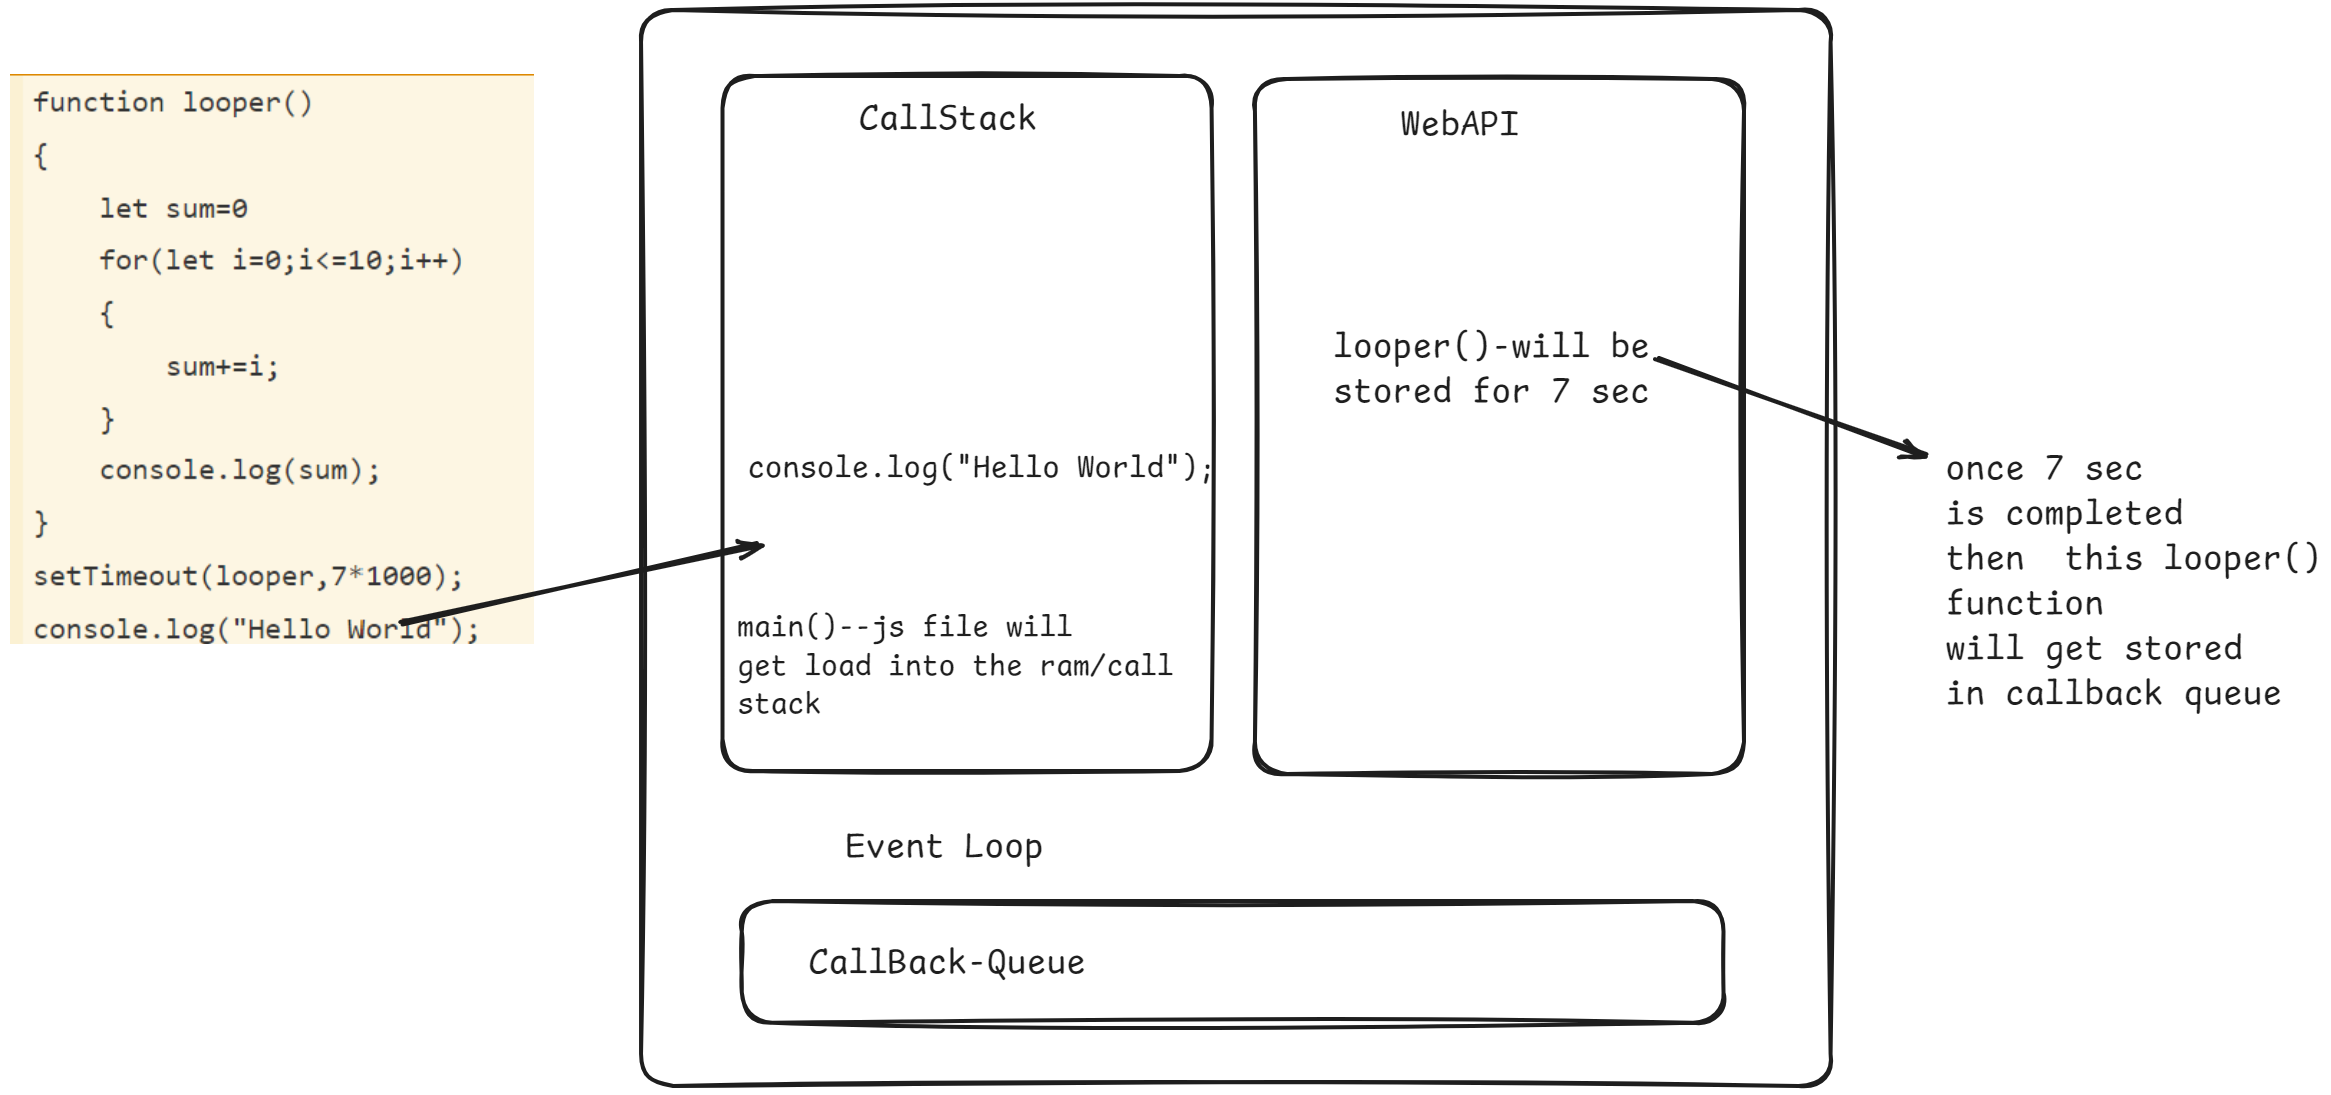 function looper()
{
let sum=0
for(let i=0;i<=10;i++)
{
sum+=i;
}
console.log(sum);
}
setTimeout(looper,7*1000);
console.log("Hello World");
CallStack
console.log("Hello World");
main()--js file will
get load into the ram/call
stack
WebAPI
looper()-will be
stored for 7 sec
once 7 sec
is completed
then  this looper()
function
will get stored
in callback queue
Event Loop
CallBack-Queue